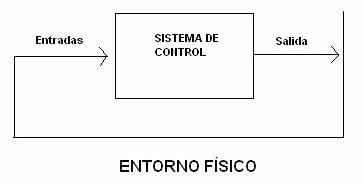 Entradas
SISTEMA DE
CONTROL
Salida
ENTORNO FÍSICO